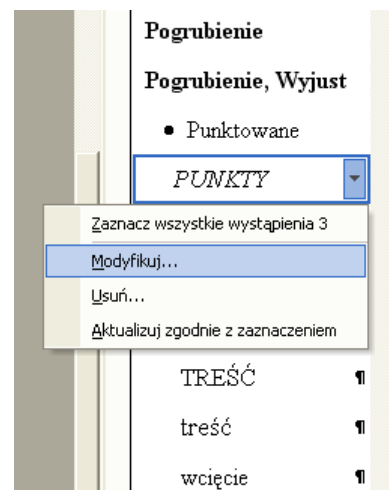 Pogrubienie
Pogrubienie, Wyjust
• Punktowane
PUNKTY
Zaznacz wszystkie wystąpienia 3
Modyfikuj...
Usuń...
Aktualizuj zgodnie z zaznaczeniem
TREŚĆ ¶
treść ¶
wcięcie ¶